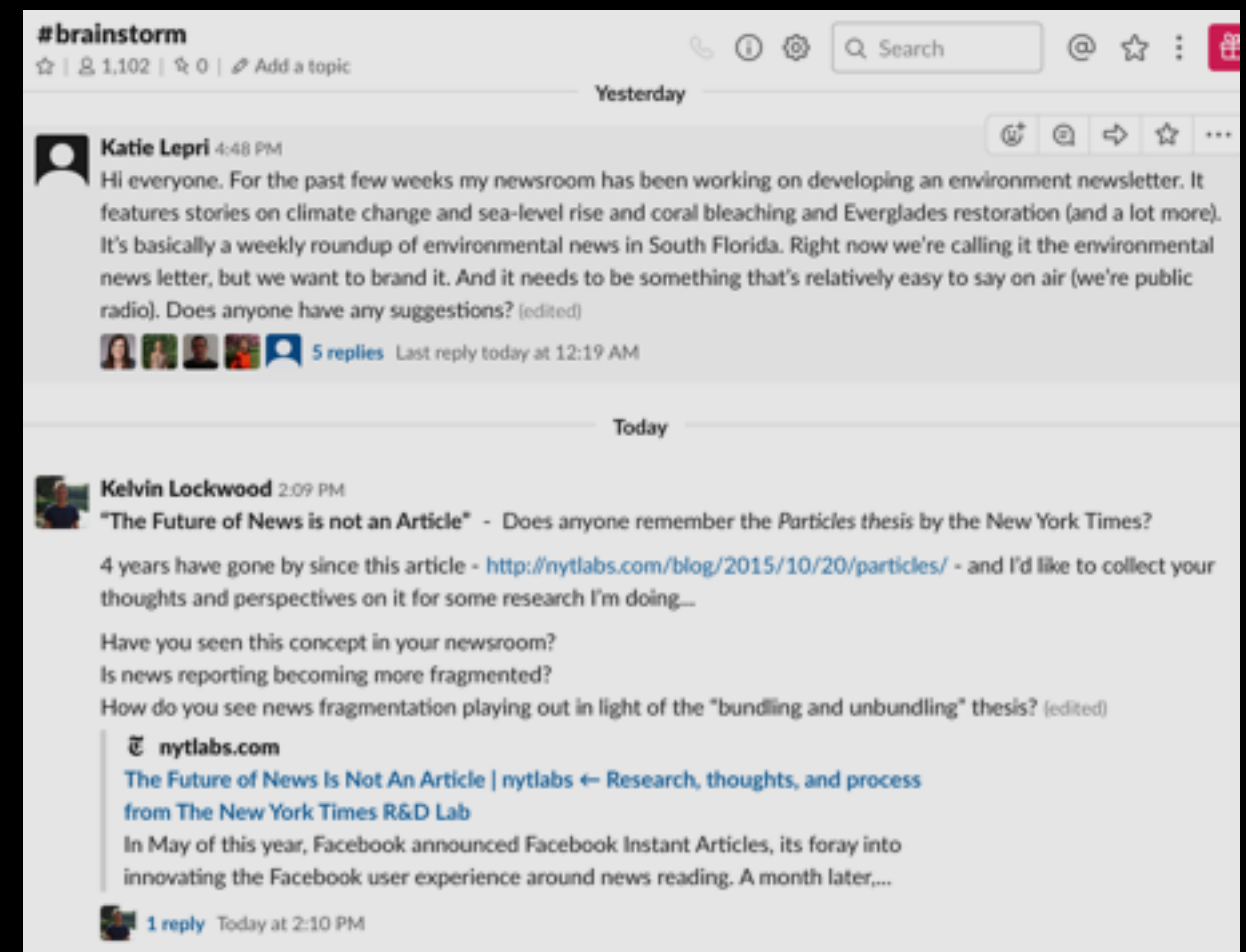 #brainstorm
1,102 | 0 | Add a topic
Search
Yesterday
Katie Lepri 4:48 PM
Hi everyone. For the past few weeks my newsroom has been working on developing an environment newsletter. It
features stories on climate change and sea-level rise and coral bleaching and Everglades restoration (and a lot more).
It's basically a weekly roundup of environmental news in South Florida. Right now we're calling it the environmental
news letter, but we want to brand it. And it needs to be something that's relatively easy to say on air (we're public
radio). Does anyone have any suggestions? (edited)
5 replies Last reply today at 12:19 AM
Today
Kelvin Lockwood 2:09 PM
"The Future of News is not an Article" - Does anyone remember the Particles thesis by the New York Times?
4 years have gone by since this article - http://nytlabs.com/blog/2015/10/20/particles/ - and I'd like to collect your
thoughts and perspectives on it for some research I'm doing...
Have you seen this concept in your newsroom?
Is news reporting becoming more fragmented?
How do you see news fragmentation playing out in light of the "bundling and unbundling" thesis? (edited)
nytlabs.com
The Future of News Is Not An Article | nytlabs ← Research, thoughts, and process
from The New York Times R&D Lab
In May of this year, Facebook announced Facebook Instant Articles, its foray into
innovating the Facebook user experience around news reading. A month later,...
1 reply Today at 2:10 PM